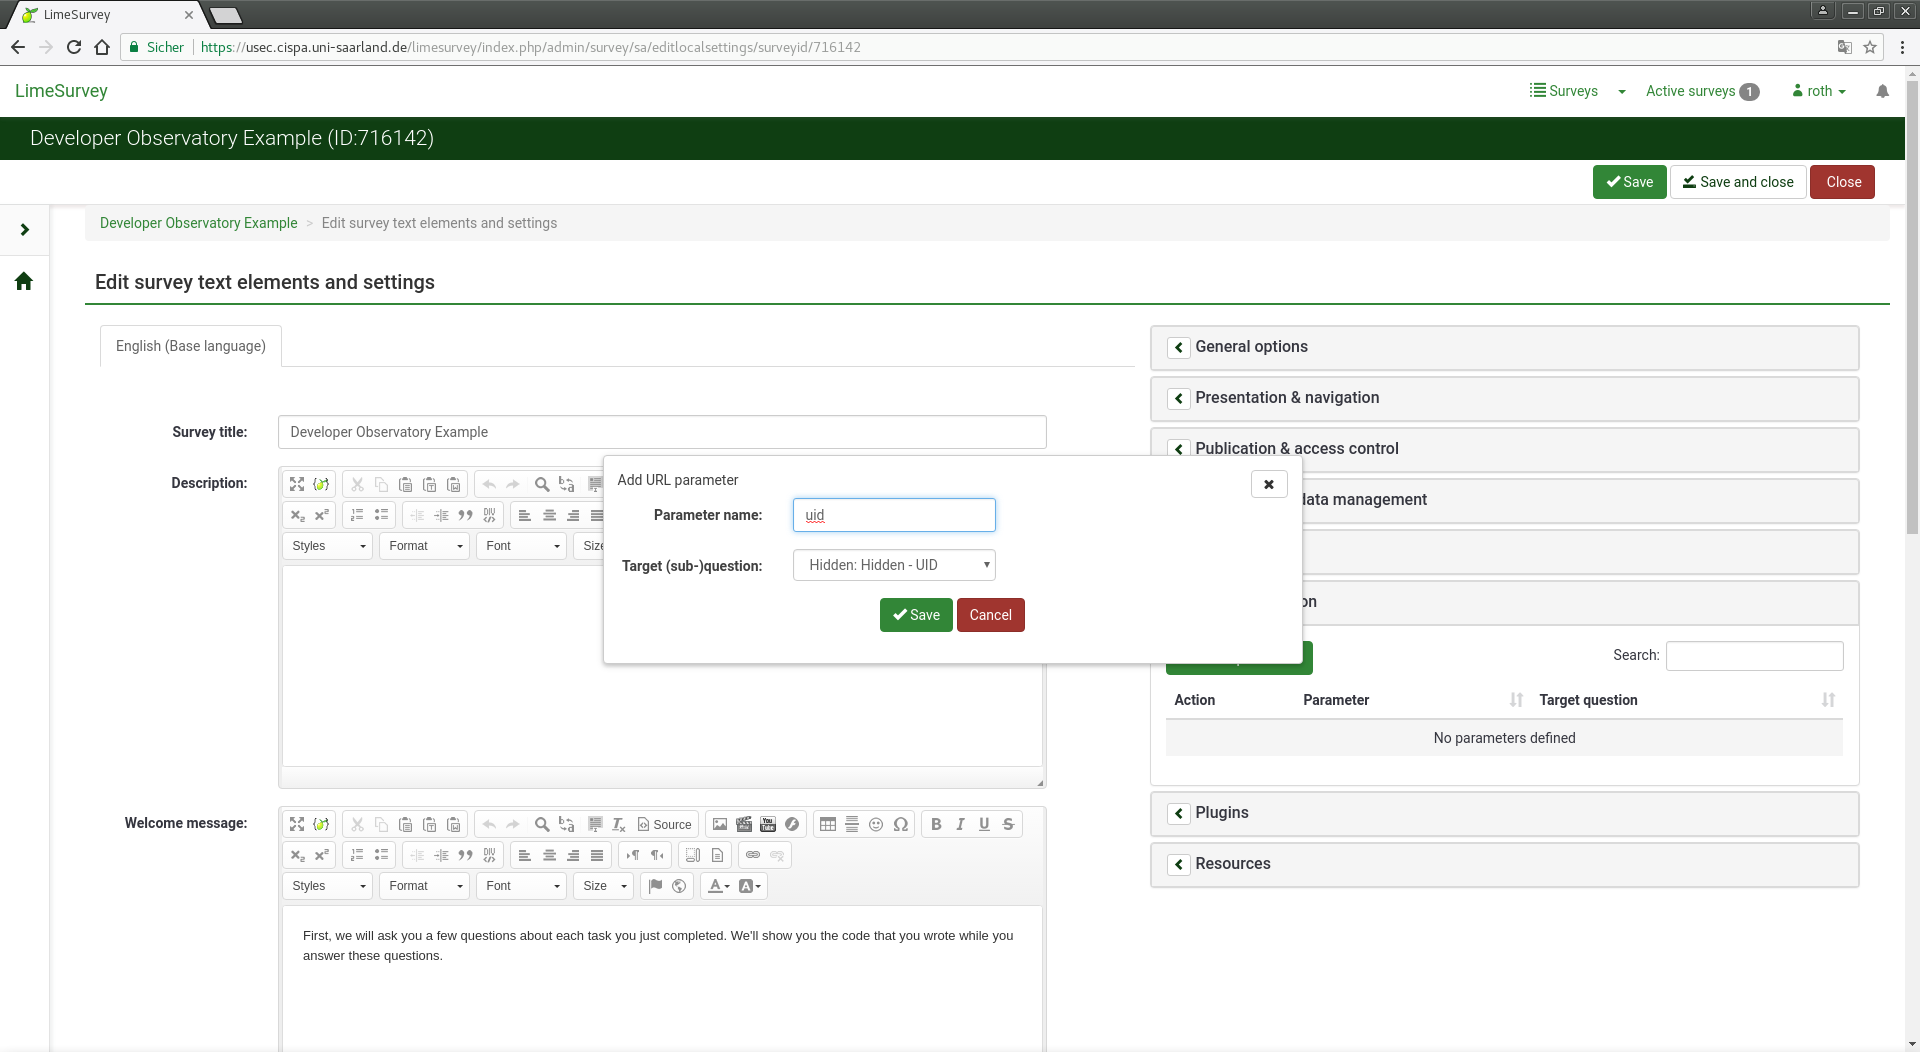 LimeSurvey
Sicher https://usec.cispa.uni-saarland.de/limesurvey/index.php/admin/survey/sa/editlocalsettings/surveyid/716142
LimeSurvey
Surveys Active surveys 1 roth
Developer Observatory Example (ID:716142)
Save Save and close Close
Developer Observatory Example > Edit survey text elements and settings
Edit survey text elements and settings
English (Base language)
General options
Presentation & navigation
Survey title: Developer Observatory Example
Publication & access control
Description:
Add URL parameter
data management
Parameter name: uid
Styles Format Font Size
Target (sub-)question: Hidden: Hidden - UID
on
Save Cancel
Search:
Action Parameter Target question
No parameters defined
Plugins
Welcome message:
Source
B I U S
Resources
Styles Format Font Size
First, we will ask you a few questions about each task you just completed. We'll show you the code that you wrote while you
answer these questions.